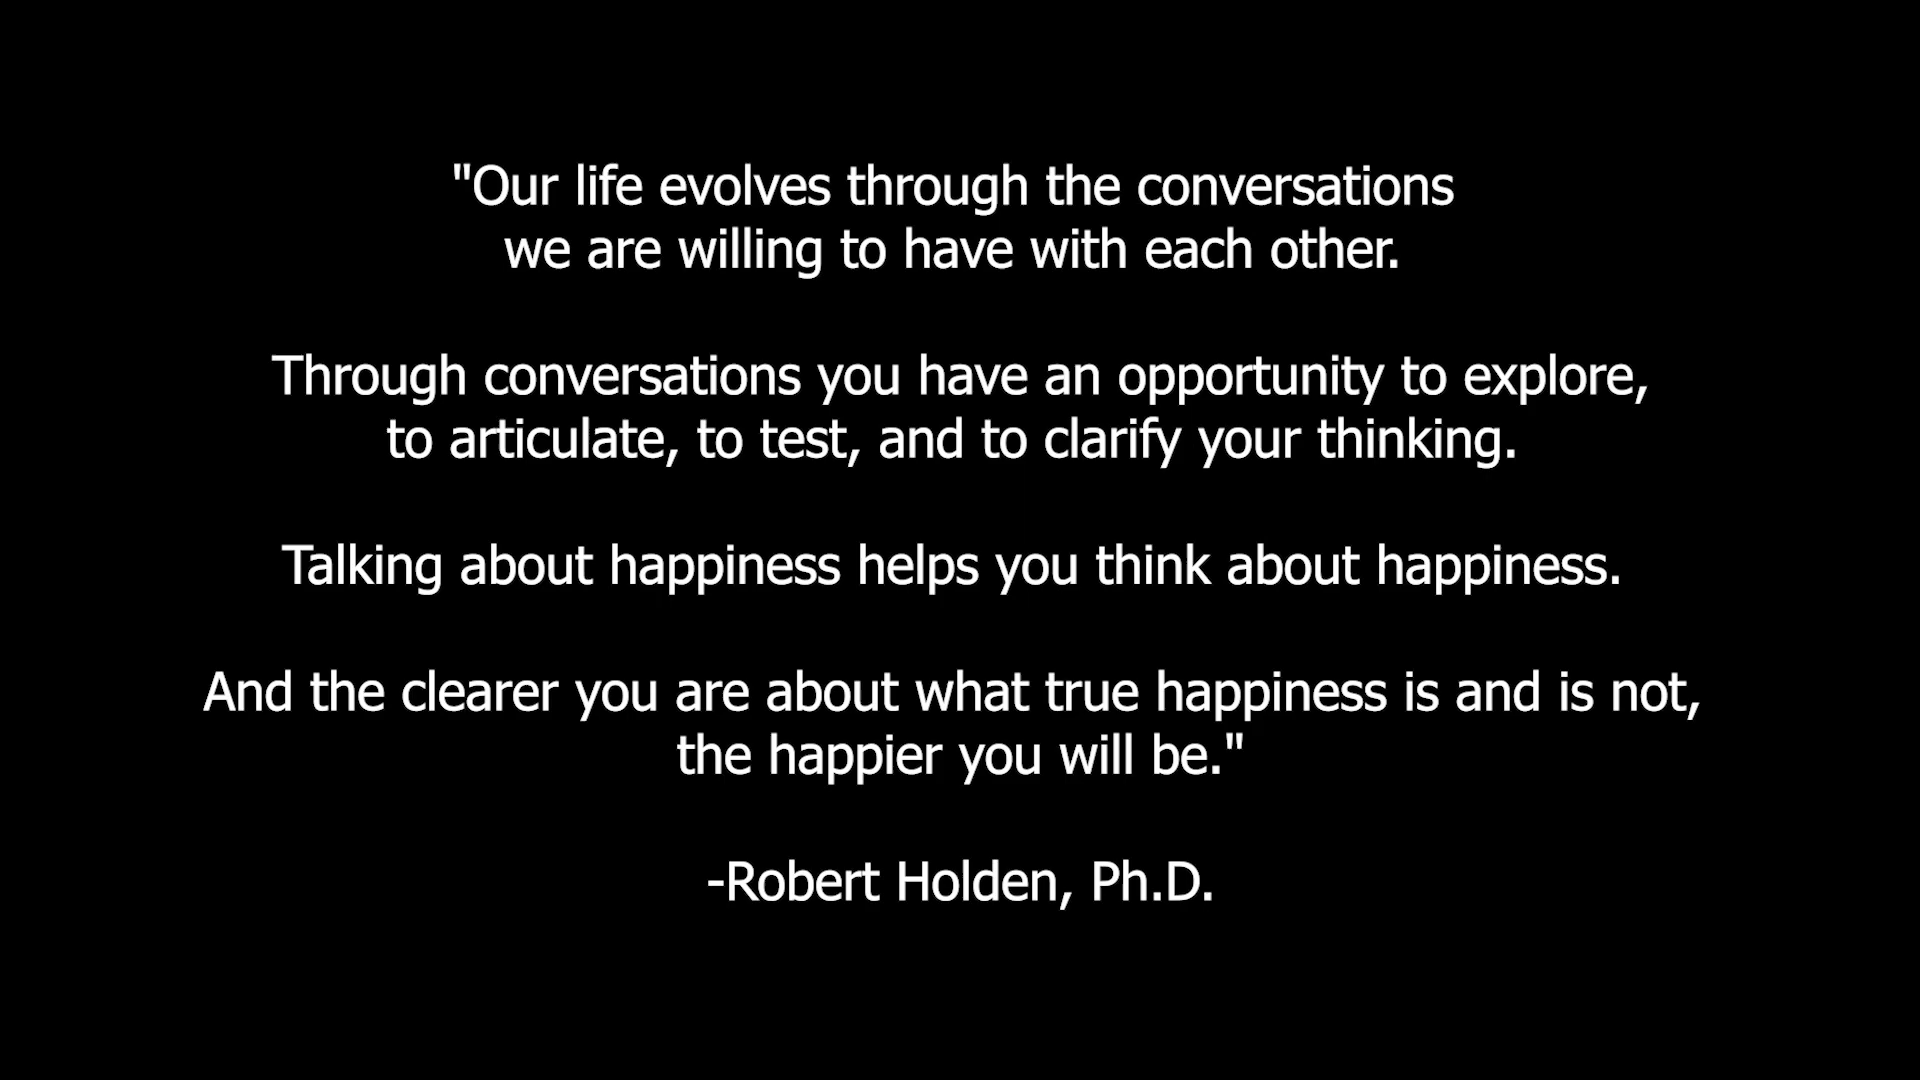 "Our life evolves through the conversations
we are willing to have with each other.
Through conversations you have an opportunity to explore,
to articulate, to test, and to clarify your thinking.
Talking about happiness helps you think about happiness.
And the clearer you are about what true happiness is and is not,
the happier you will be."
-Robert Holden, Ph.D.